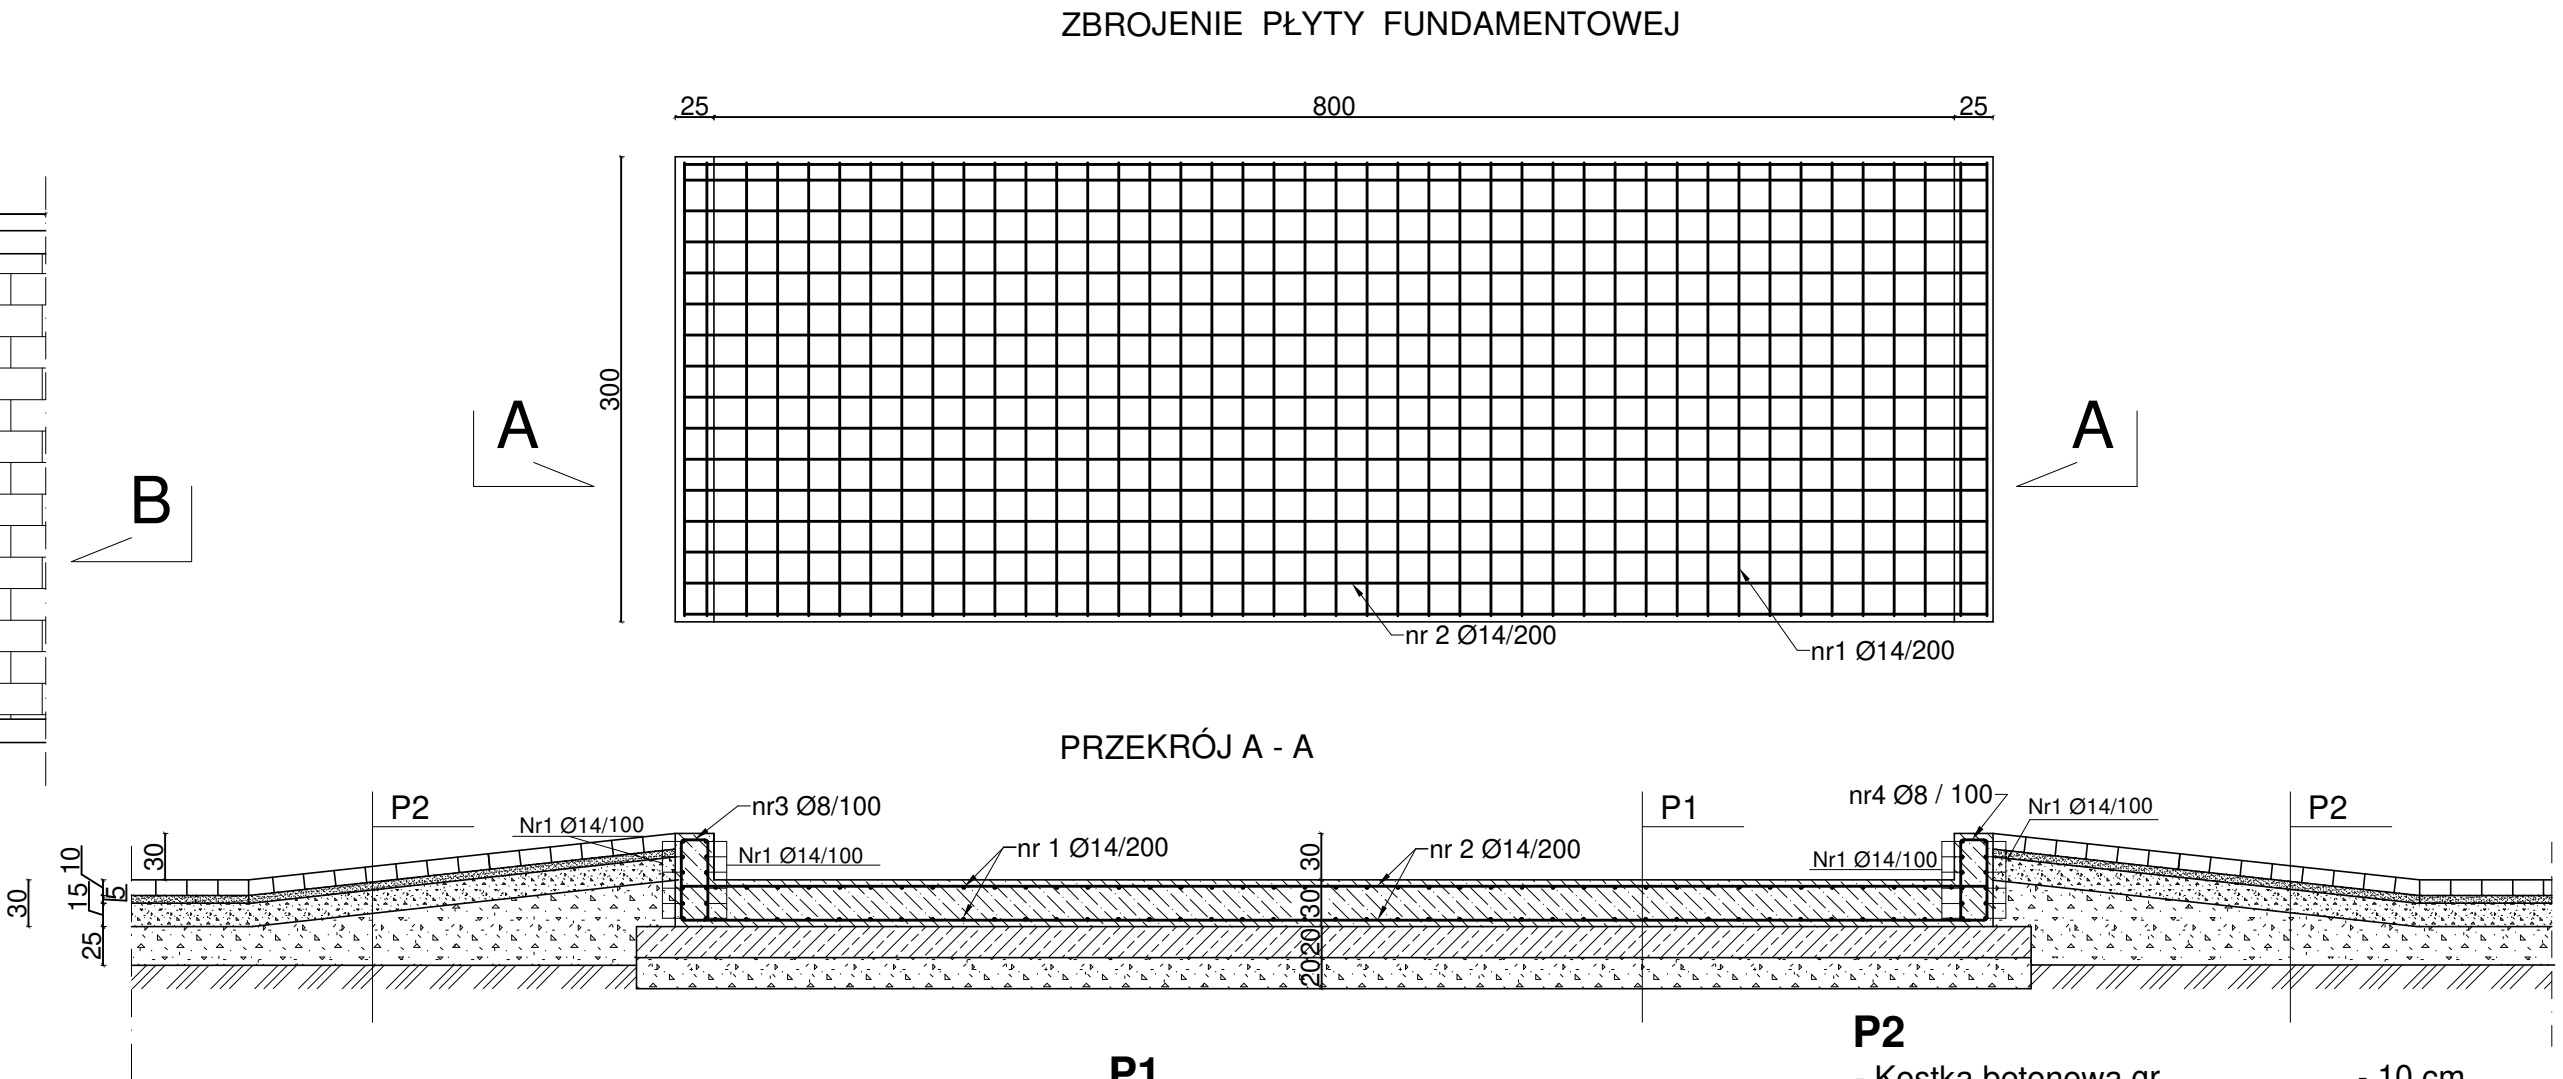 ZBROJENIE PŁYTY FUNDAMENTOWEJ
25 800 25
300
A A
B
nr 2 Ø14/200
nr1 Ø14/200
PRZEKRÓJ A - A
P2 nr3 Ø8/100 P1 nr4 Ø8 / 100 Nr1 Ø14/100 P2
Nr1 Ø14/100
Nr1 Ø14/100 nr 1 Ø14/200 nr 2 Ø14/200 Nr1 Ø14/100
10 30 30
30 15 5 30
25 20
20
P2
P1
- Kostka betonowa gr. - 10 cm